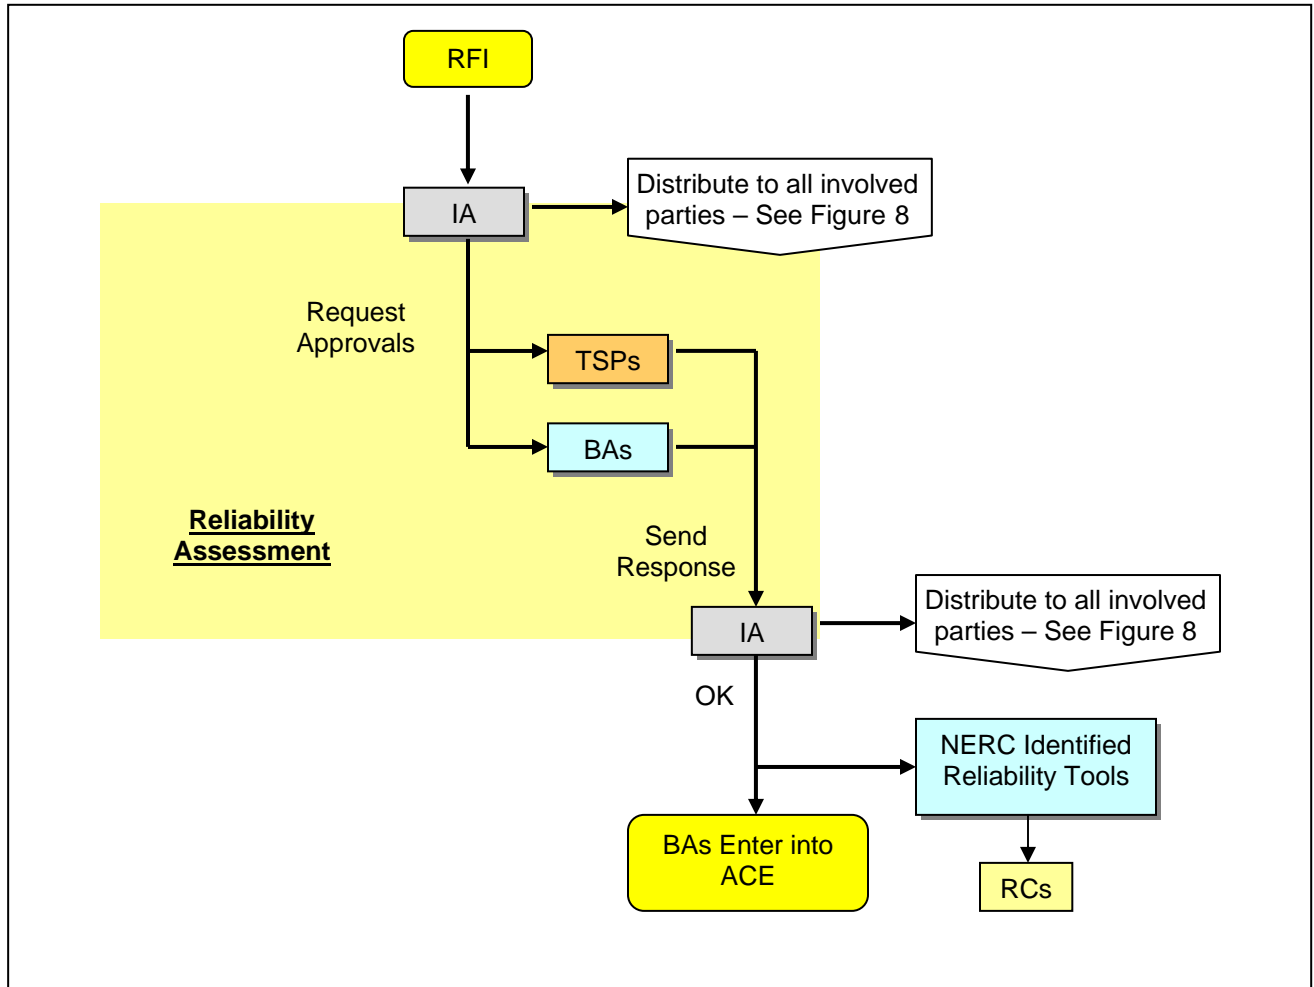 RFI
IA
Distribute to all involved
parties – See Figure 8
Request
Approvals
TSPs
BAs
Reliability
Assessment
Send
Response
IA
Distribute to all involved
parties – See Figure 8
OK
NERC Identified
Reliability Tools
BAs Enter into
ACE
RCs